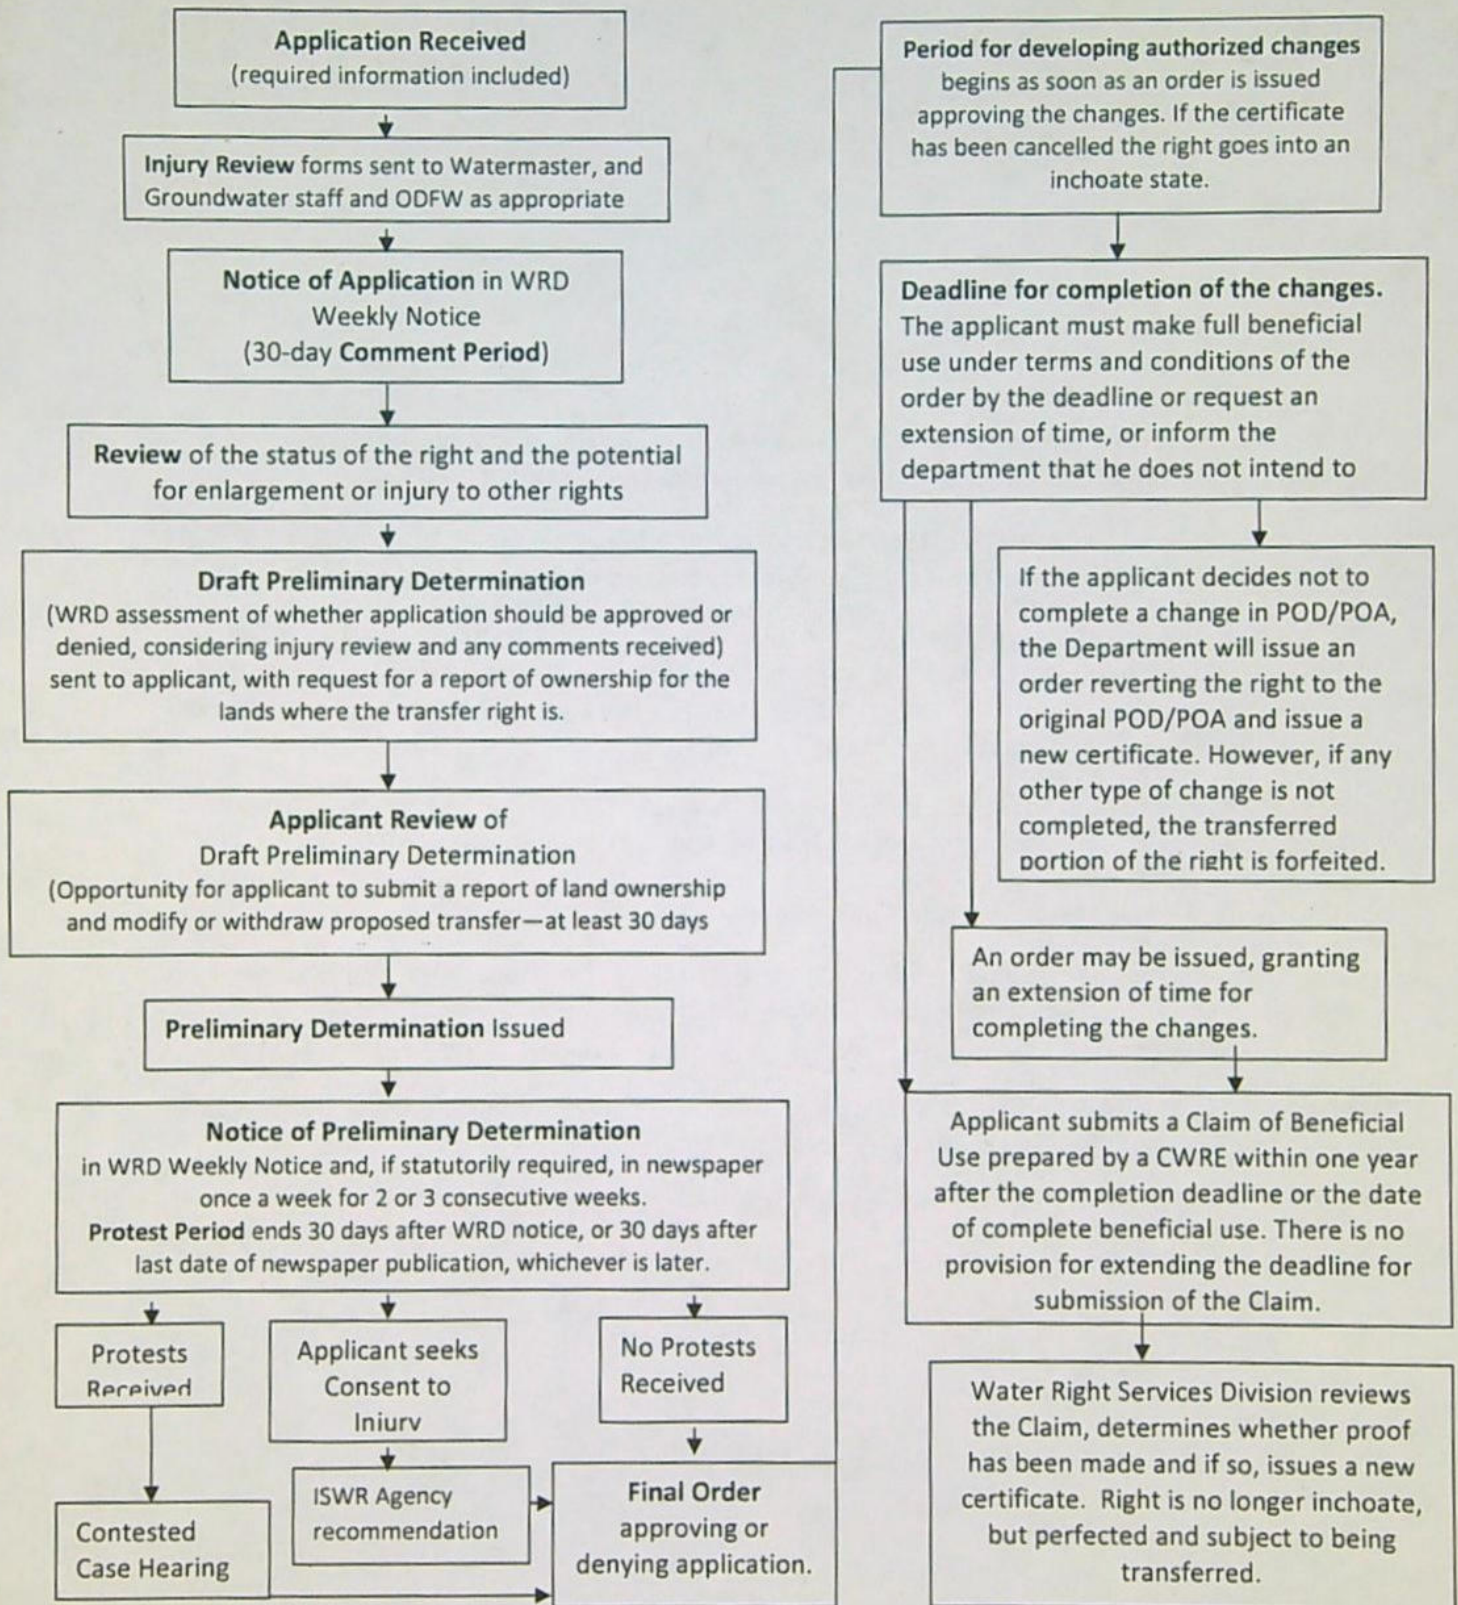 Application Received
(required information included)
Injury Review forms sent to Watermaster, and
Groundwater staff and ODFW as appropriate
Notice of Application in WRD
Weekly Notice
(30-day Comment Period)
Review of the status of the right and the potential
for enlargement or injury to other rights
Draft Preliminary Determination
(WRD assessment of whether application should be approved or
denied, considering injury review and any comments received)
sent to applicant, with request for a report of ownership for the
lands where the transfer right is.
Applicant Review of
Draft Preliminary Determination
(Opportunity for applicant to submit a report of land ownership
and modify or withdraw proposed transfer—at least 30 days
Preliminary Determination Issued
Notice of Preliminary Determination
in WRD Weekly Notice and, if statutorily required, in newspaper
once a week for 2 or 3 consecutive weeks.
Protest Period ends 30 days after WRD notice, or 30 days after
last date of newspaper publication, whichever is later.
Protests
Received
Applicant seeks
Consent to
Injury
No Protests
Received
Contested
Case Hearing
ISWR Agency
recommendation
Final Order
approving or
denying application.
Period for developing authorized changes
begins as soon as an order is issued
approving the changes. If the certificate
has been cancelled the right goes into an
inchoate state.
Deadline for completion of the changes.
The applicant must make full beneficial
use under terms and conditions of the
order by the deadline or request an
extension of time, or inform the
department that he does not intend to
If the applicant decides not to
complete a change in POD/POA,
the Department will issue an
order reverting the right to the
original POD/POA and issue a
new certificate. However, if any
other type of change is not
completed, the transferred
portion of the right is forfeited.
An order may be issued, granting
an extension of time for
completing the changes.
Applicant submits a Claim of Beneficial
Use prepared by a CWRE within one year
after the completion deadline or the date
of complete beneficial use. There is no
provision for extending the deadline for
submission of the Claim.
Water Right Services Division reviews
the Claim, determines whether proof
has been made and if so, issues a new
certificate. Right is no longer inchoate,
but perfected and subject to being
transferred.